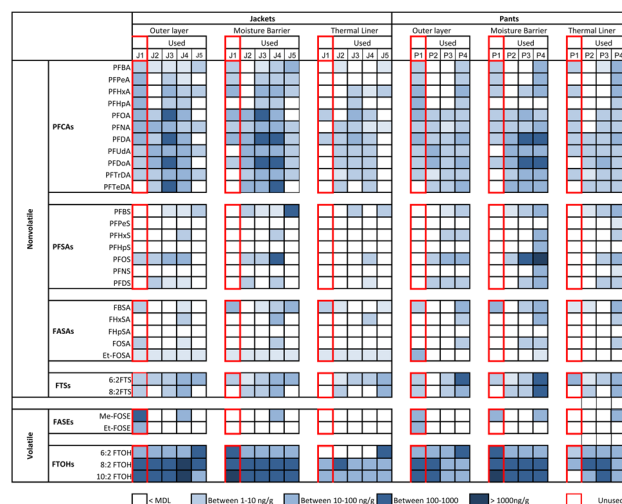 Jackets Pants
Outer layer Moisture Barrier Thermal Liner Outer layer Moisture Barrier Thermal Liner
Used Used Used Used Used Used
J1 J2 J3 J4 J5 J1 J2 J3 J4 J5 J1 J2 J3 J4 J5 P1 P2 P3 P4 P1 P2 P3 P4 P1 P2 P3 P4
Nonvolatile
PFCAs
PFBA
PFPeA
PFHxA
PFHpA
PFOA
PFNA
PFDA
PFUdA
PFDoA
PFTrDA
PFTeDA
PFSAs
PFBS
PFPeS
PFHxS
PFHpS
PFOS
PFNS
PFDS
FASAs
FBSA
FHxSA
FHpSA
FOSA
Et-FOSA
FTSs
6:2FTS
8:2FTS
Volatile
FASEs
Me-FOSE
Et-FOSE
FTOHs
6:2 FTOH
8:2 FTOH
10:2 FTOH
< MDL Between 1-10 ng/g Between 10-100 ng/g Between 100-1000 > 1000ng/g Unused